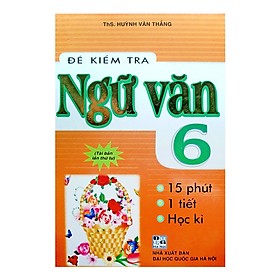 ThS. HUỲNH VĂN THẮNG
ĐỀ KIỂM TRA
Ngữ văn
6
(Tái bản
lần thứ tư)
15 phút
1 tiết
Học kì
NHÀ XUẤT BẢN
ĐẠI HỌC QUỐC GIA HÀ NỘI